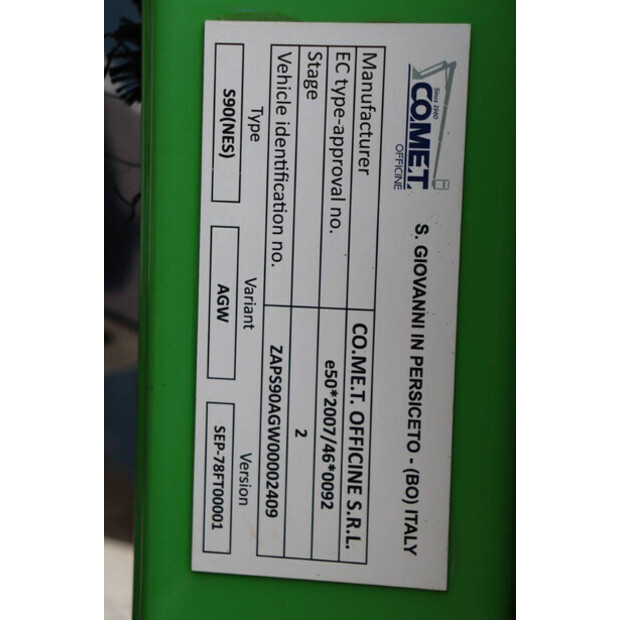 Since 1960
CO.ME.T.
OFFICINE
S. GIOVANNI IN PERSICETO - (BO) ITALY
Manufacturer CO.ME.T. OFFICINE S.R.L.
EC type-approval no. e50*2007/46*0092
Stage 2
Vehicle identification no. ZAPS90AGW00002409
Type Variant Version
S90(NES) AGW SEP-78FT00001